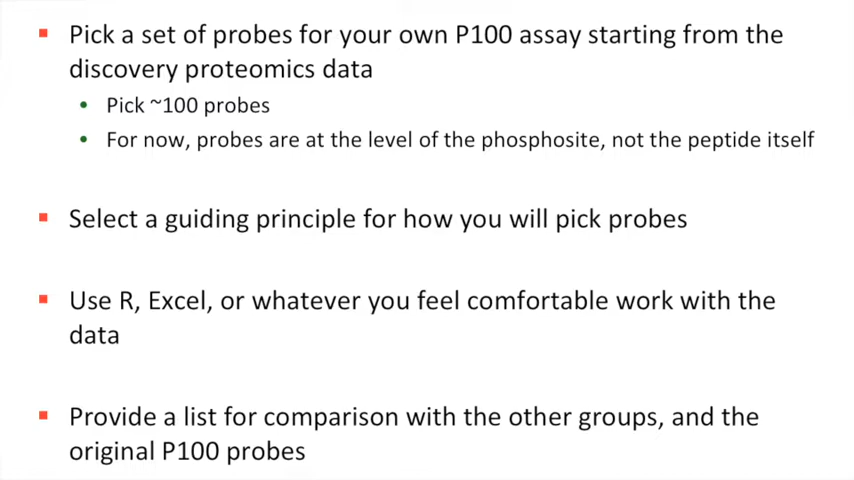 Pick a set of probes for your own P100 assay starting from the
discovery proteomics data
Pick ~100 probes
For now, probes are at the level of the phosphosite, not the peptide itself
Select a guiding principle for how you will pick probes
Use R, Excel, or whatever you feel comfortable work with the
data
Provide a list for comparison with the other groups, and the
original P100 probes